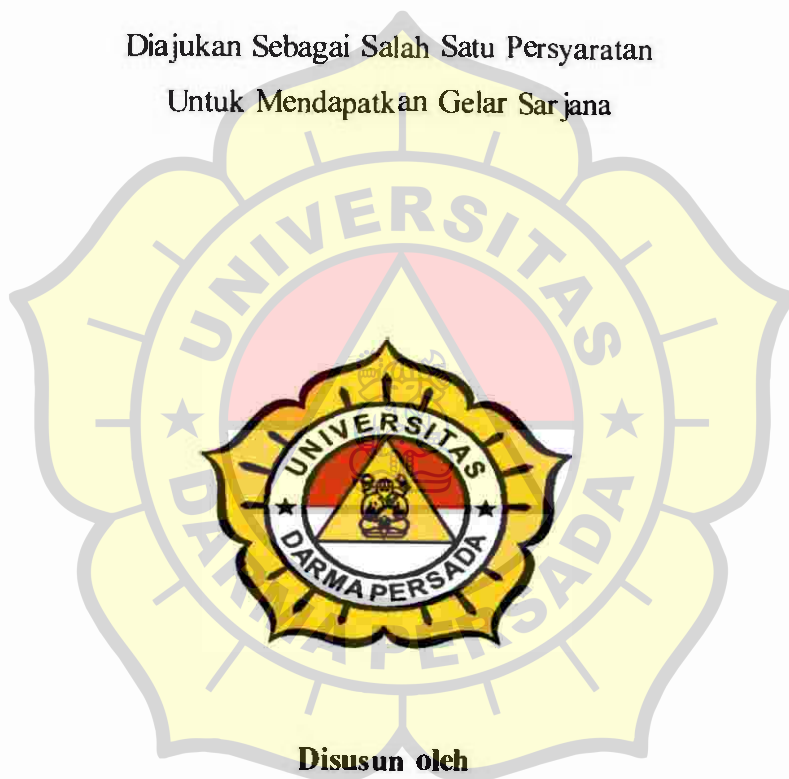 Diajukan Sebagai Salah Satu Persyaratan
Untuk Mendapatkan Gelar Sarjana
UNIVERSITAS
DARMA PERSADA
UNIVERSITAS
DARMA PERSADA
Disusun oleh